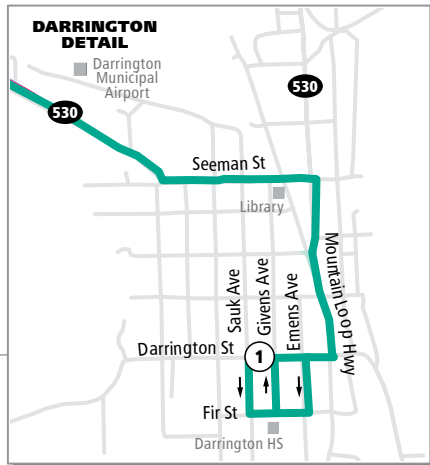 DARRINGTON
DETAIL
Darrington
Municipal
Airport
530
530
Seeman St
Library
Mountain Loop Hwy
Sauk Ave
Givens Ave
Emens Ave
Darrington St
1
Fir St
Darrington HS